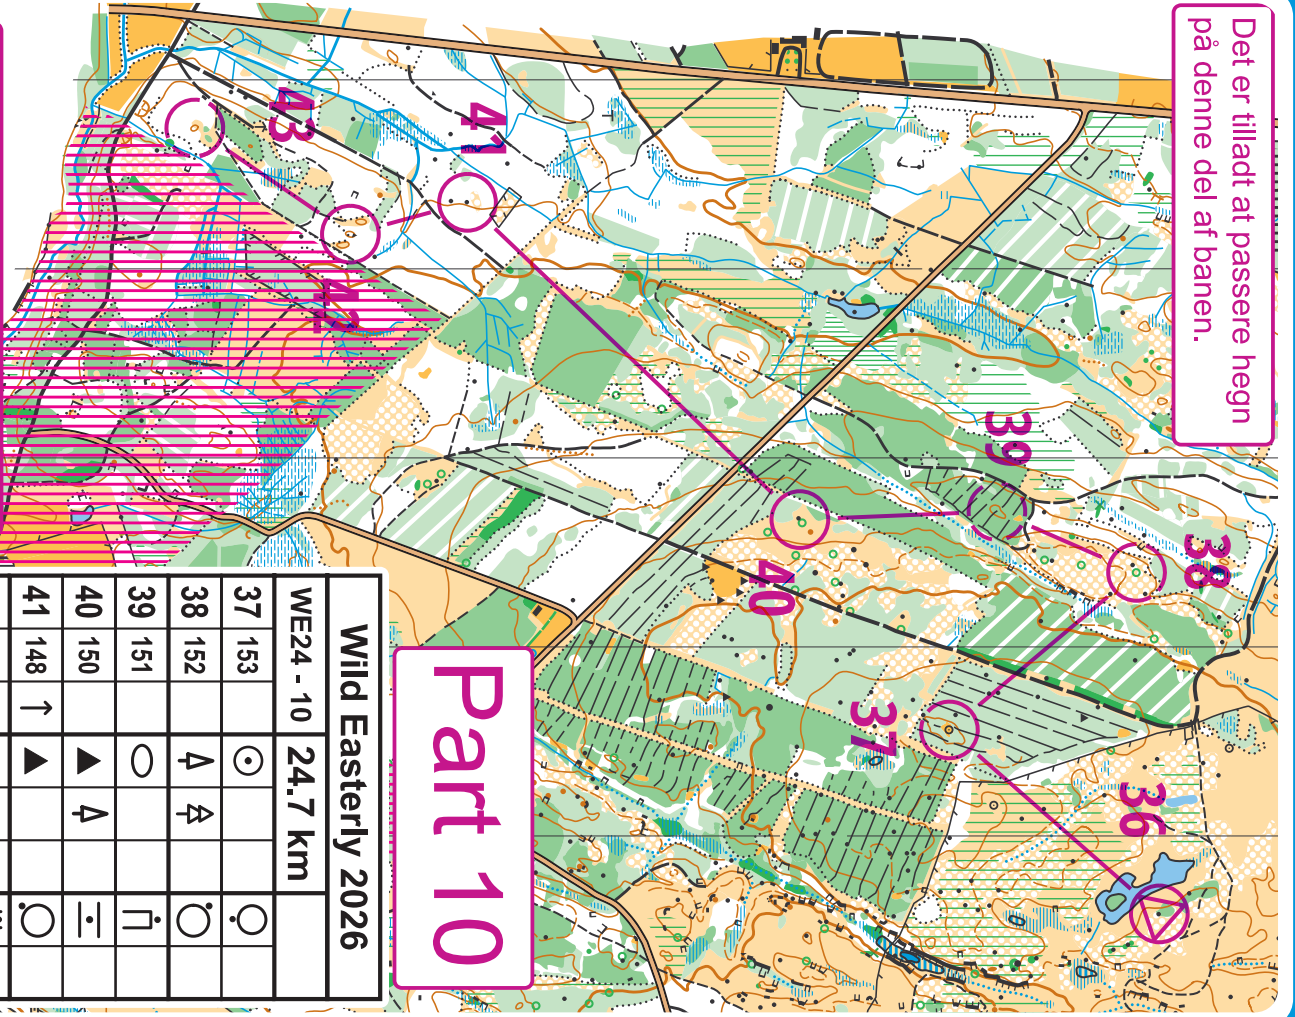 Det er tilladt at passere hegn
på denne del af banen.
36
37
38
39
40
41
42
43
Part 10
Wild Easterly 2026
WE24 - 10 24.7 km
37 153
38 152
39 151
40 150
41 148